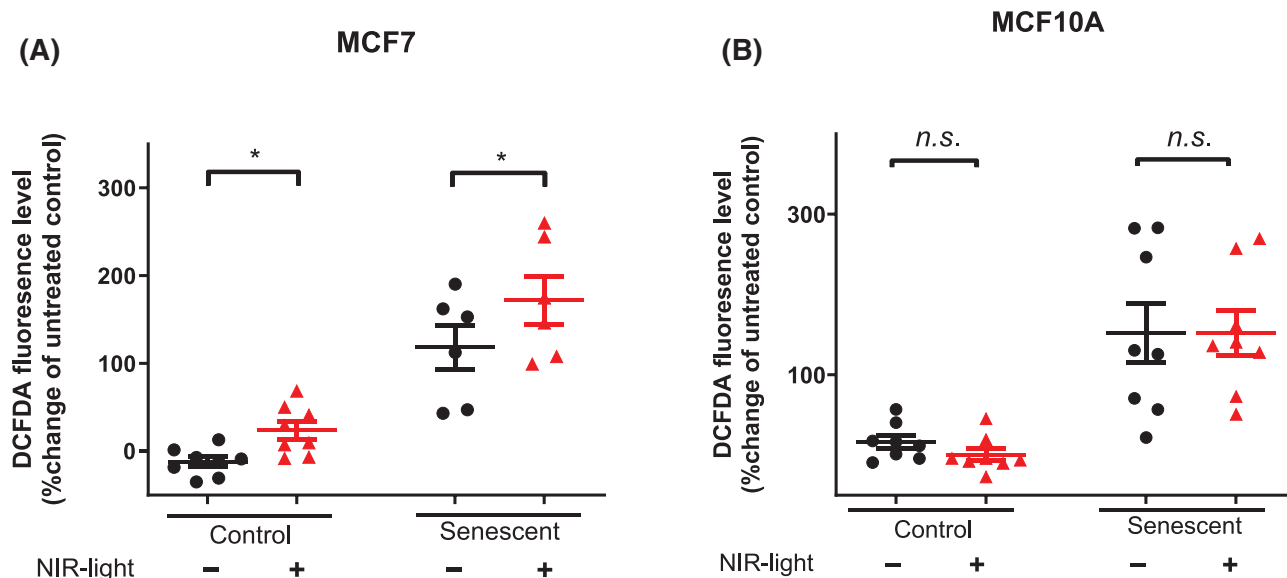 (A)
MCF7
DCFDA fluoresence level
(%change of untreated control)
300
200
100
0
*
*
Control
Senescent
NIR-light
− + − +
(B)
MCF10A
DCFDA fluoresence level
(%change of untreated control)
300
100
n.s.
n.s.
Control
Senescent
NIR-light
− + − +